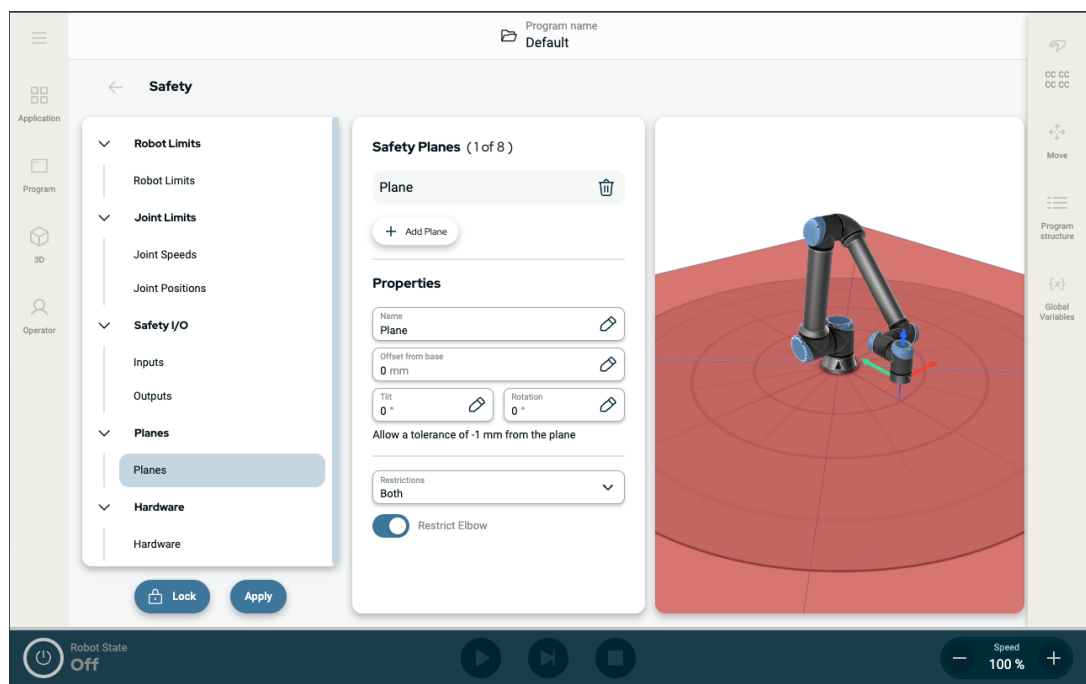 Program name
Default
Safety
Application
Program
3D
Operator
Robot Limits
Robot Limits
Joint Limits
Joint Speeds
Joint Positions
Safety I/O
Inputs
Outputs
Planes
Planes
Hardware
Hardware
Lock
Apply
Safety Planes (1 of 8)
Plane
+ Add Plane
Properties
Name
Plane
Offset from base
0 mm
Tilt
0 °
Rotation
0 °
Allow a tolerance of -1 mm from the plane
Restrictions
Both
Restrict Elbow
CC CC
CC CC
Move
Program
structure
{x}
Global
Variables
Robot State
Off
Speed
100 %